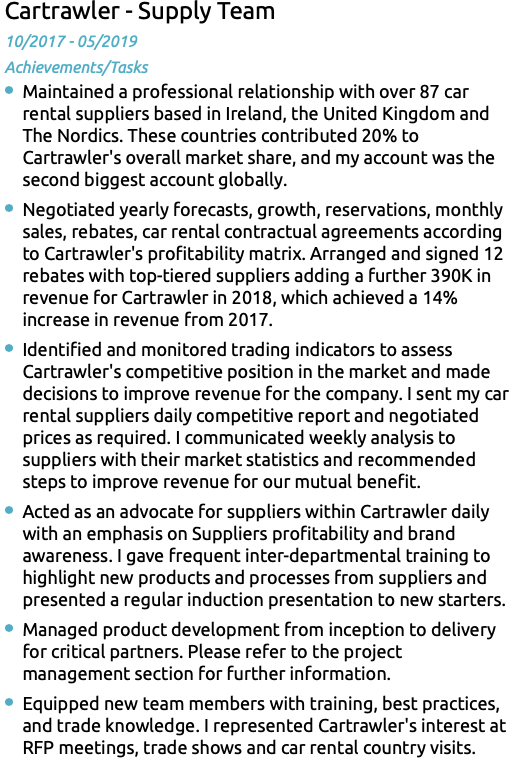 Cartrawler - Supply Team
10/2017 - 05/2019
Achievements/Tasks
Maintained a professional relationship with over 87 car
rental suppliers based in Ireland, the United Kingdom and
The Nordics. These countries contributed 20% to
Cartrawler's overall market share, and my account was the
second biggest account globally.
Negotiated yearly forecasts, growth, reservations, monthly
sales, rebates, car rental contractual agreements according
to Cartrawler's profitability matrix. Arranged and signed 12
rebates with top-tiered suppliers adding a further 390K in
revenue for Cartrawler in 2018, which achieved a 14%
increase in revenue from 2017.
Identified and monitored trading indicators to assess
Cartrawler's competitive position in the market and made
decisions to improve revenue for the company. I sent my car
rental suppliers daily competitive report and negotiated
prices as required. I communicated weekly analysis to
suppliers with their market statistics and recommended
steps to improve revenue for our mutual benefit.
Acted as an advocate for suppliers within Cartrawler daily
with an emphasis on Suppliers profitability and brand
awareness. I gave frequent inter-departmental training to
highlight new products and processes from suppliers and
presented a regular induction presentation to new starters.
Managed product development from inception to delivery
for critical partners. Please refer to the project
management section for further information.
Equipped new team members with training, best practices,
and trade knowledge. I represented Cartrawler's interest at
RFP meetings, trade shows and car rental country visits.